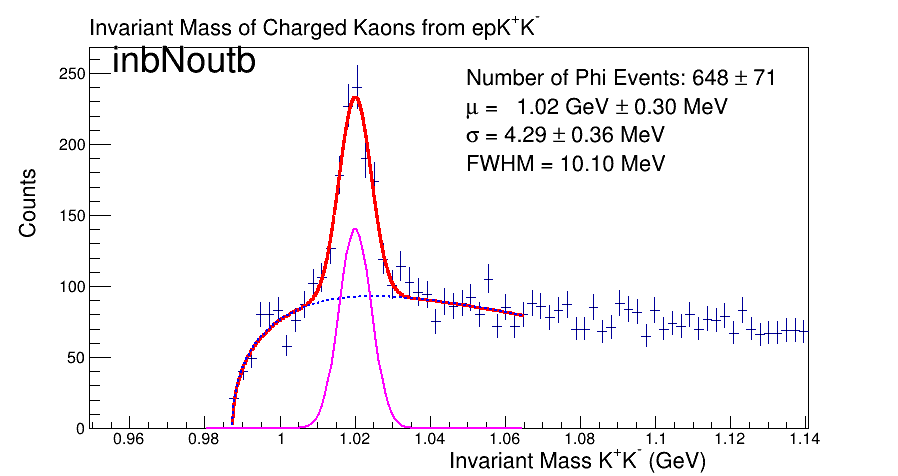 Invariant Mass of Charged Kaons from epK⁺K⁻
inbNoutb
Number of Phi Events: 648 ± 71
μ = 1.02 GeV ± 0.30 MeV
σ = 4.29 ± 0.36 MeV
FWHM = 10.10 MeV
Counts
250
200
150
100
50
0
0.96 0.98 1 1.02 1.04 1.06 1.08 1.1 1.12 1.14
Invariant Mass K⁺K⁻ (GeV)